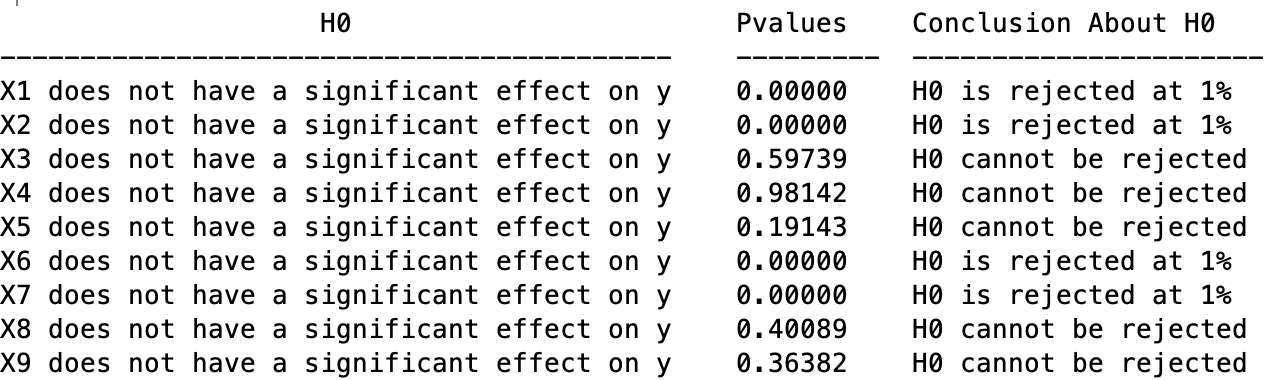 H0 Pvalues Conclusion About H0
------------------------------------------ --------- ----------------------
X1 does not have a significant effect on y 0.00000 H0 is rejected at 1%
X2 does not have a significant effect on y 0.00000 H0 is rejected at 1%
X3 does not have a significant effect on y 0.59739 H0 cannot be rejected
X4 does not have a significant effect on y 0.98142 H0 cannot be rejected
X5 does not have a significant effect on y 0.19143 H0 cannot be rejected
X6 does not have a significant effect on y 0.00000 H0 is rejected at 1%
X7 does not have a significant effect on y 0.00000 H0 is rejected at 1%
X8 does not have a significant effect on y 0.40089 H0 cannot be rejected
X9 does not have a significant effect on y 0.36382 H0 cannot be rejected